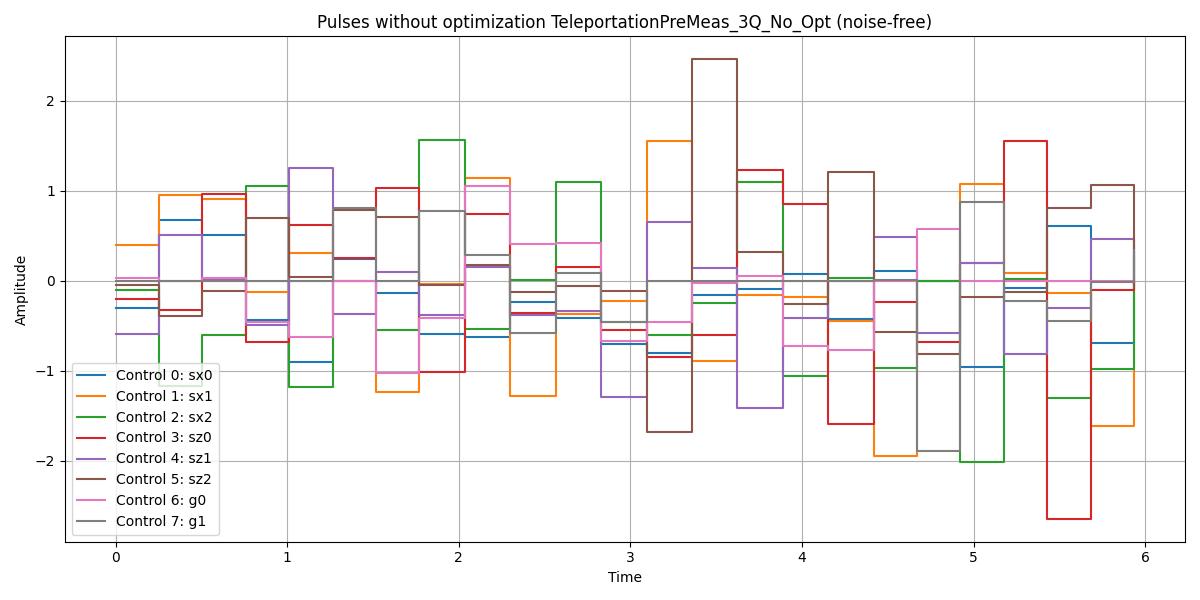 Pulses without optimization TeleportationPreMeas_3Q_No_Opt (noise-free)
Amplitude
2
1
0
−1
−2
Control 0: sx0
Control 1: sx1
Control 2: sx2
Control 3: sz0
Control 4: sz1
Control 5: sz2
Control 6: g0
Control 7: g1
0 1 2 3 4 5 6
Time